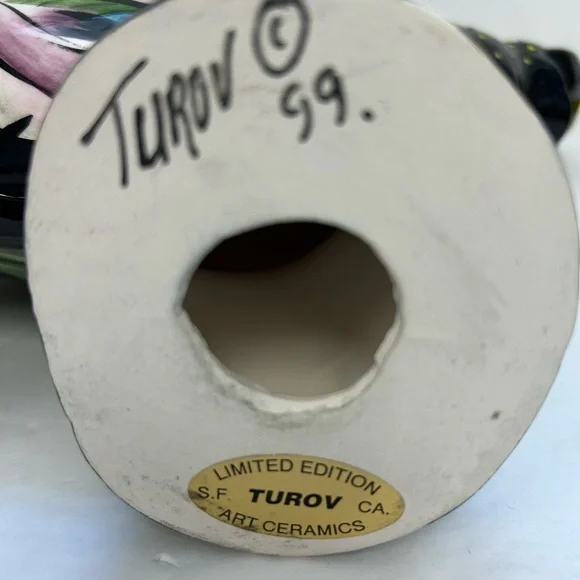 TUROV ©
99.
LIMITED EDITION
S.F. TUROV CA.
ART CERAMICS